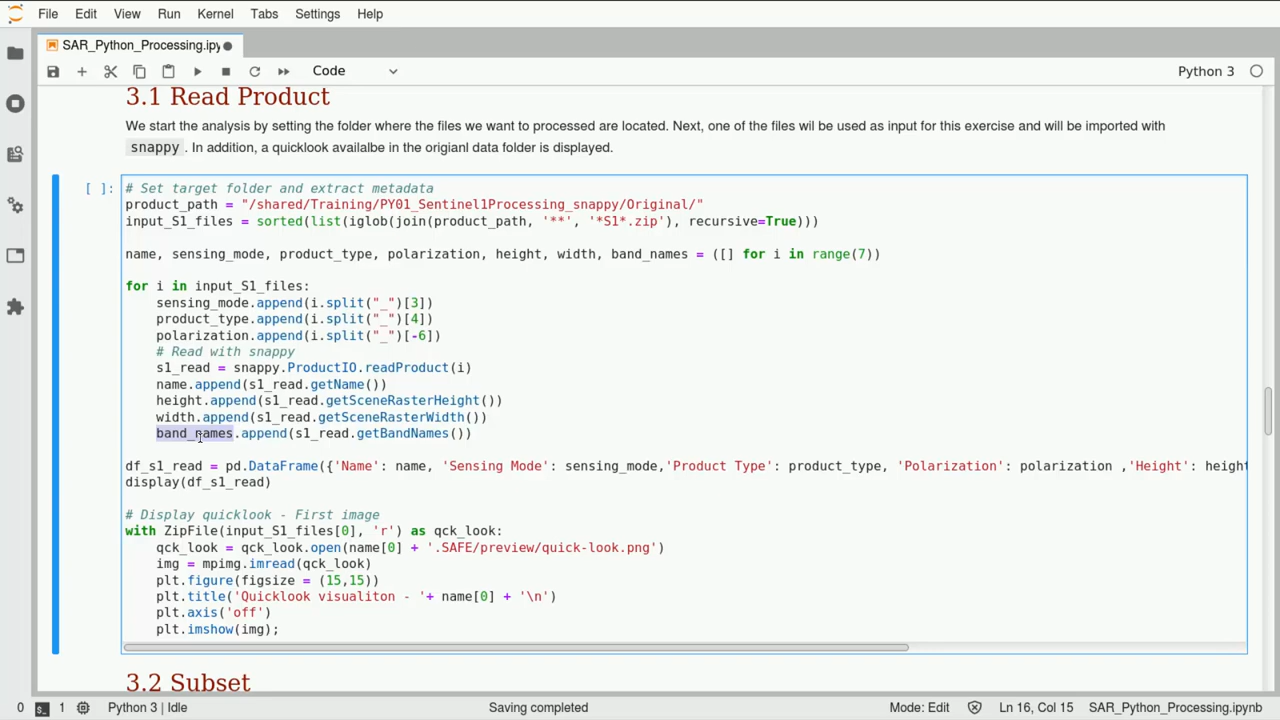 File Edit View Run Kernel Tabs Settings Help
SAR_Python_Processing.ipy
Code Python 3
3.1 Read Product
We start the analysis by setting the folder where the files we want to processed are located. Next, one of the files wil be used as input for this exercise and will be imported with
snappy . In addition, a quicklook availalbe in the origianl data folder is displayed.
[ ]: # Set target folder and extract metadata
product_path = "/shared/Training/PY01_Sentinel1Processing_snappy/Original/"
input_S1_files = sorted(list(iglob(join(product_path, '**', '*S1*.zip'), recursive=True)))
name, sensing_mode, product_type, polarization, height, width, band_names = ([] for i in range(7))
for i in input_S1_files:
    sensing_mode.append(i.split("_")[3])
    product_type.append(i.split("_")[4])
    polarization.append(i.split("_")[-6])
    # Read with snappy
    s1_read = snappy.ProductIO.readProduct(i)
    name.append(s1_read.getName())
    height.append(s1_read.getSceneRasterHeight())
    width.append(s1_read.getSceneRasterWidth())
    band_names.append(s1_read.getBandNames())
df_s1_read = pd.DataFrame({'Name': name, 'Sensing Mode': sensing_mode,'Product Type': product_type, 'Polarization': polarization ,'Height': height
display(df_s1_read)
# Display quicklook - First image
with ZipFile(input_S1_files[0], 'r') as qck_look:
    qck_look = qck_look.open(name[0] + '.SAFE/preview/quick-look.png')
    img = mpimg.imread(qck_look)
    plt.figure(figsize = (15,15))
    plt.title('Quicklook visualiton - '+ name[0] + '\n')
    plt.axis('off')
    plt.imshow(img);
3.2 Subset
0 1 Python 3 | Idle Saving completed Mode: Edit Ln 16, Col 15 SAR_Python_Processing.ipynb